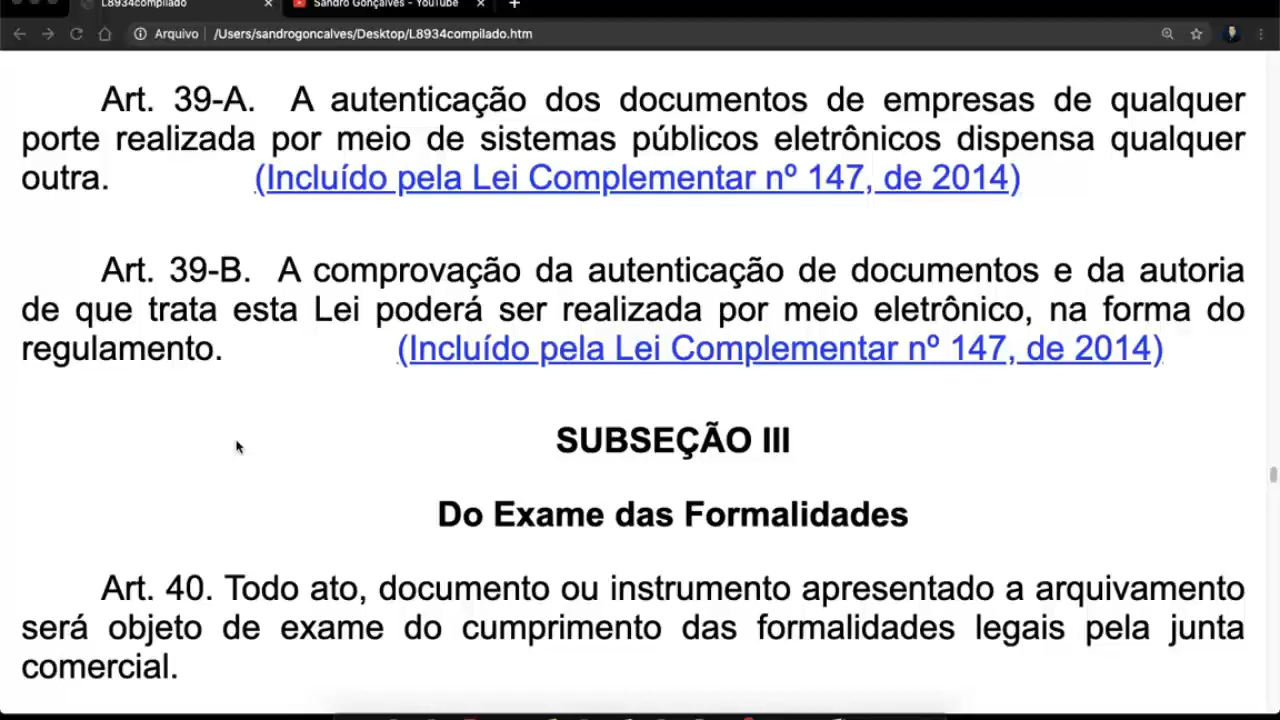 L8934compilado
Sandro Gonçalves - YouTube
Arquivo /Users/sandrogoncalves/Desktop/L8934compilado.htm
Art. 39-A. A autenticação dos documentos de empresas de qualquer
porte realizada por meio de sistemas públicos eletrônicos dispensa qualquer
outra. (Incluído pela Lei Complementar nº 147, de 2014)
Art. 39-B. A comprovação da autenticação de documentos e da autoria
de que trata esta Lei poderá ser realizada por meio eletrônico, na forma do
regulamento. (Incluído pela Lei Complementar nº 147, de 2014)
SUBSEÇÃO III
Do Exame das Formalidades
Art. 40. Todo ato, documento ou instrumento apresentado a arquivamento
será objeto de exame do cumprimento das formalidades legais pela junta
comercial.